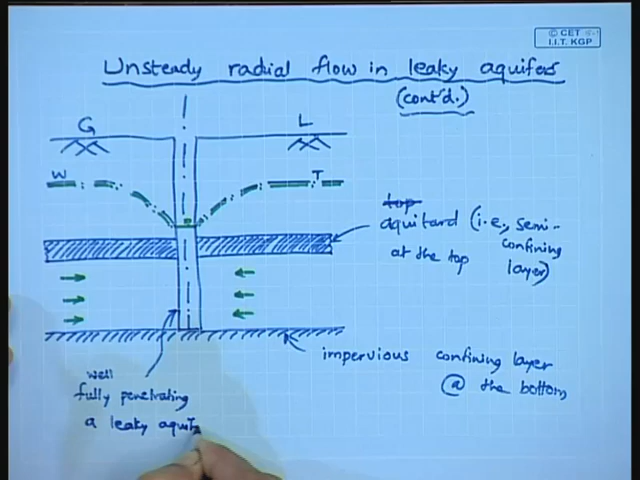 © CET
I.I.T. KGP
Unsteady radial flow in leaky aquifers
(cont'd.)
G L
W T
top
aquitard (i.e., semi-
confining
at the top layer)
impervious confining layer
@ the bottom
well
fully penetrating
a leaky aquif